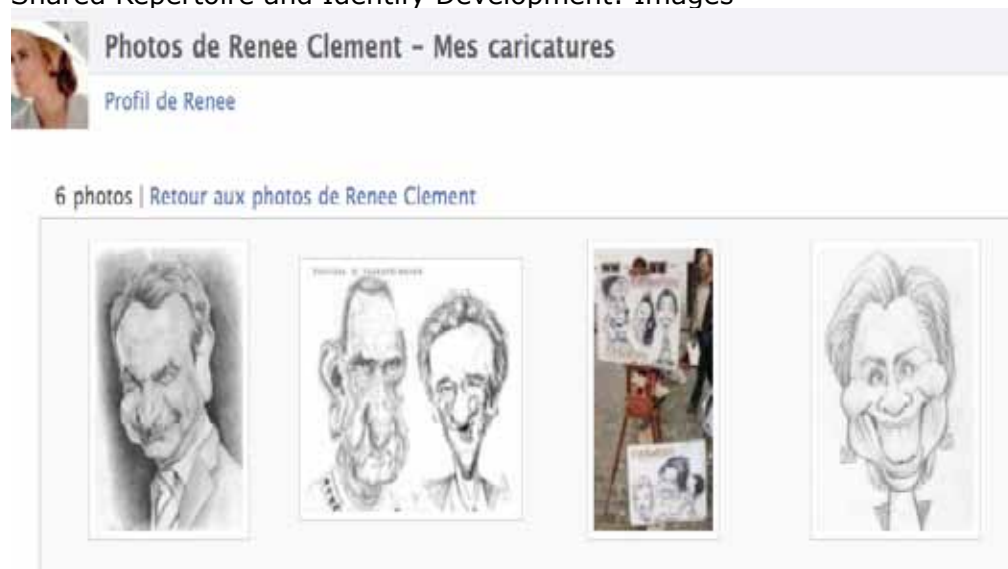 Shared Repertoire and Identify Development: Images
Photos de Renee Clement – Mes caricatures
Profil de Renee
6 photos | Retour aux photos de Renee Clement